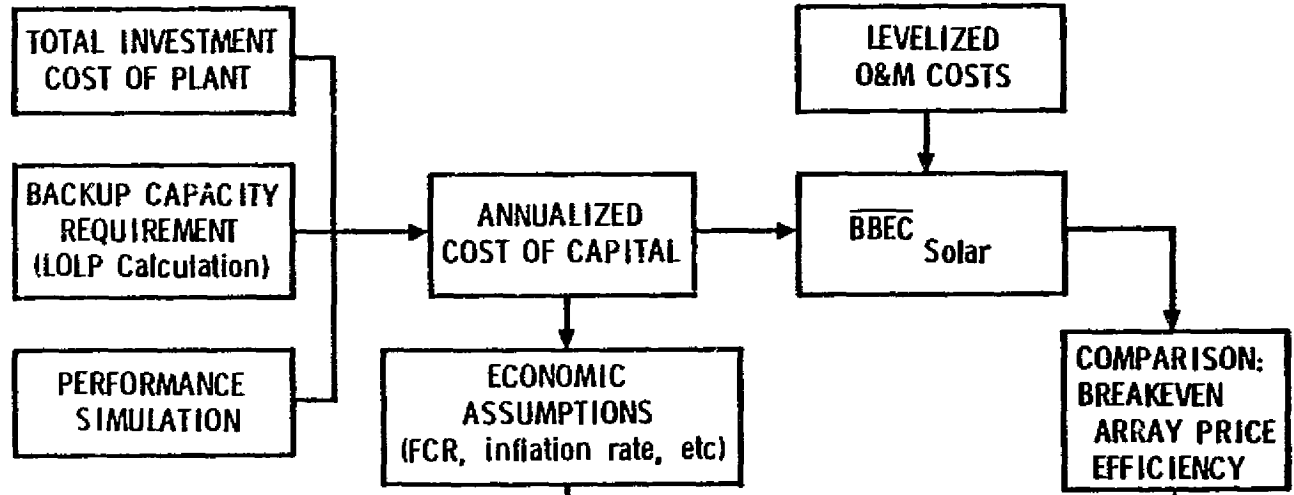 TOTAL INVESTMENT
COST OF PLANT
LEVELIZED
O&M COSTS
BACKUP CAPACITY
REQUIREMENT
(LOLP Calculation)
ANNUALIZED
COST OF CAPITAL
BBEC
Solar
PERFORMANCE
SIMULATION
ECONOMIC
ASSUMPTIONS
(FCR, inflation rate, etc)
COMPARISON:
BREAKEVEN
ARRAY PRICE
EFFICIENCY